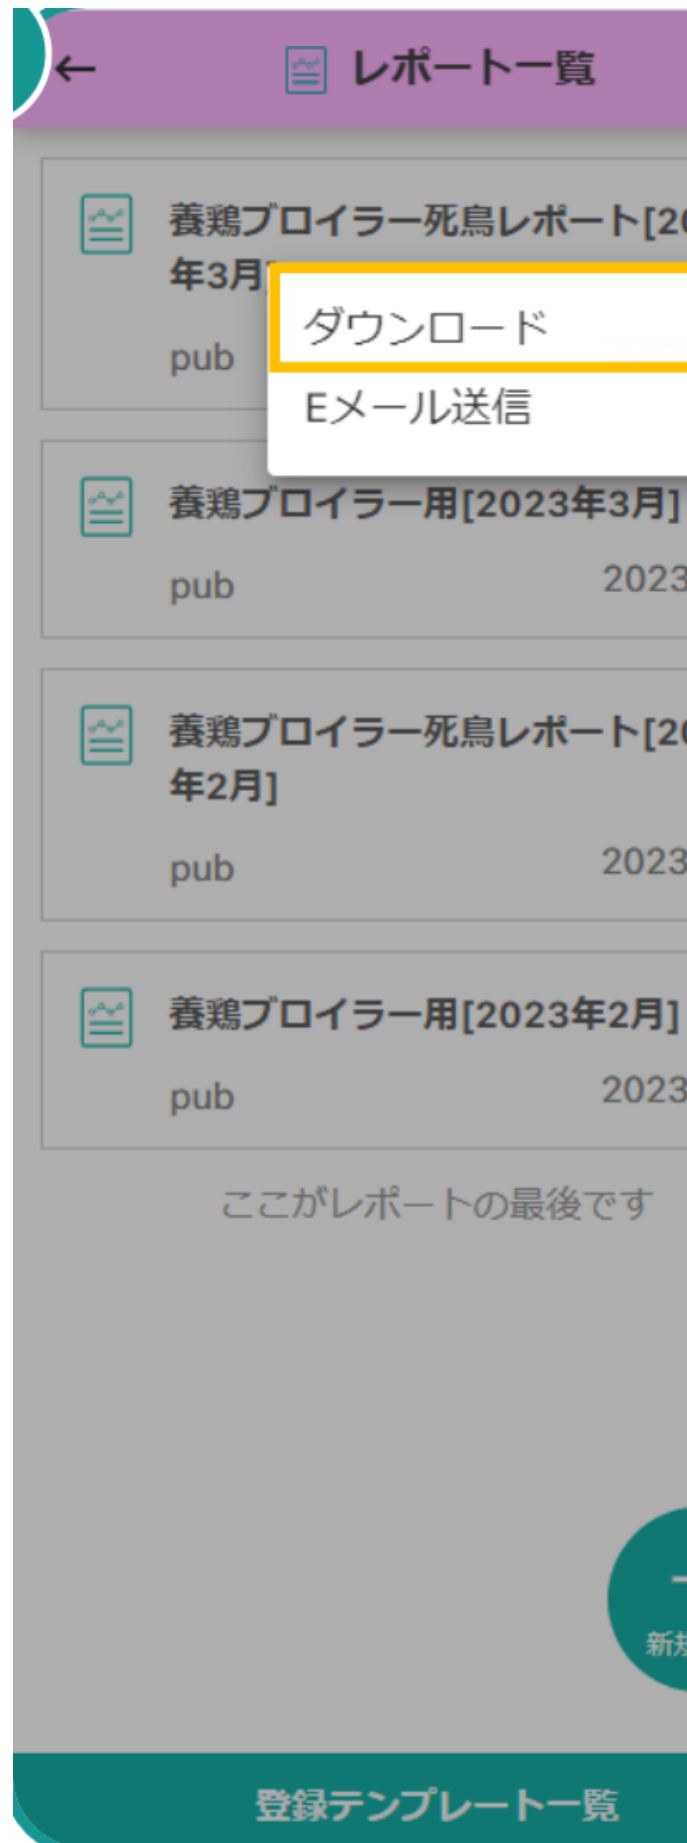 レポート一覧
養鶏ブロイラー死鳥レポート[20
年3月]
ダウンロード
pub
Eメール送信
養鶏ブロイラー用[2023年3月]
pub 2023
養鶏ブロイラー死鳥レポート[20
年2月]
pub 2023
養鶏ブロイラー用[2023年2月]
pub 2023
ここがレポートの最後です
新規
登録テンプレート一覧